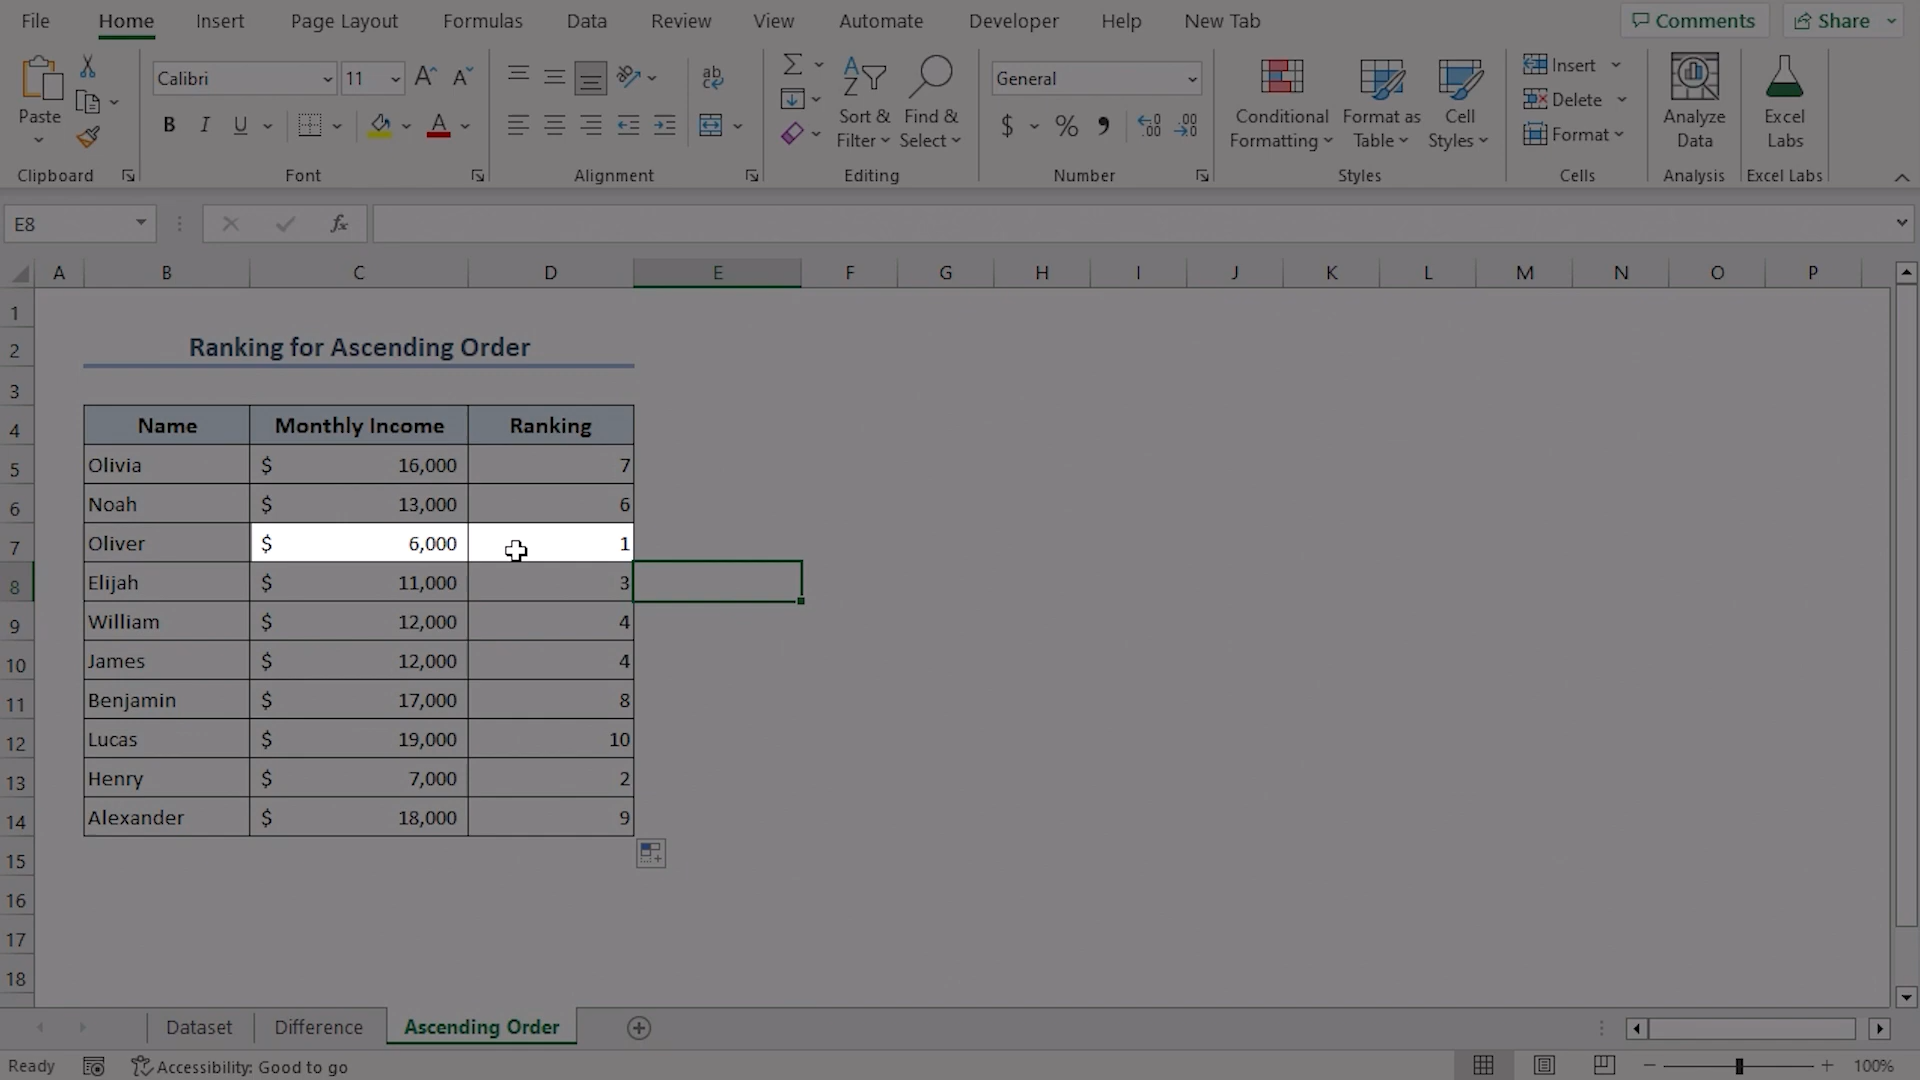 File Home Insert Page Layout Formulas Data Review View Automate Developer Help New Tab Comments Share
Paste
Clipboard
Calibri 11
B I U A
Font
ab
Alignment
Sort & Filter
Find & Select
Editing
General
$ % 9 .00 .00
Number
Conditional Formatting
Format as Table
Cell Styles
Styles
Insert
Delete
Format
Cells
Analyze Data
Analysis
Excel Labs
Excel Labs
E8 fx
A B C D E F G H I J K L M N O P
1
2 Ranking for Ascending Order
3
4 Name Monthly Income Ranking
5 Olivia $ 16,000 7
6 Noah $ 13,000 6
7 Oliver $ 6,000 1
8 Elijah $ 11,000 3
9 William $ 12,000 4
10 James $ 12,000 4
11 Benjamin $ 17,000 8
12 Lucas $ 19,000 10
13 Henry $ 7,000 2
14 Alexander $ 18,000 9
15
16
17
18
Dataset Difference Ascending Order
Ready Accessibility: Good to go 100%